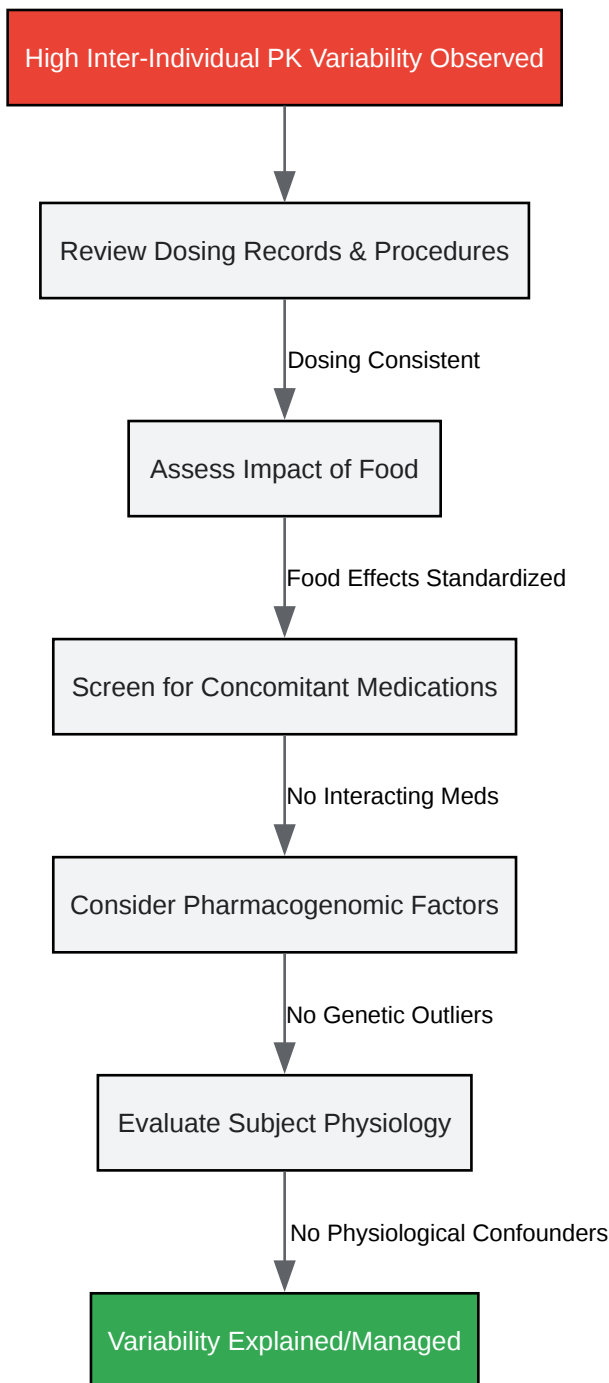 High Inter-Individual PK Variability Observed
Review Dosing Records & Procedures
Dosing Consistent
Assess Impact of Food
Food Effects Standardized
Screen for Concomitant Medications
No Interacting Meds
Consider Pharmacogenomic Factors
No Genetic Outliers
Evaluate Subject Physiology
No Physiological Confounders
Variability Explained/Managed